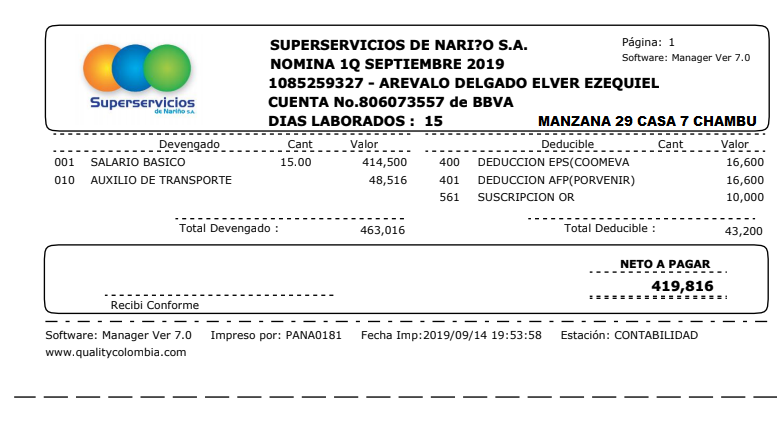 Superservicios
de Nariño S.A.
SUPERSERVICIOS DE NARI?O S.A.
Página: 1
NOMINA 1Q SEPTIEMBRE 2019
Software: Manager Ver 7.0
1085259327 - AREVALO DELGADO ELVER EZEQUIEL
CUENTA No.806073557 de BBVA
DIAS LABORADOS : 15 MANZANA 29 CASA 7 CHAMBU
Devengado Cant Valor Deducible Cant Valor
001 SALARIO BASICO 15.00 414,500 400 DEDUCCION EPS(COOMEVA 16,600
010 AUXILIO DE TRANSPORTE 48,516 401 DEDUCCION AFP(PORVENIR) 16,600
561 SUSCRIPCION OR 10,000
Total Devengado : 463,016 Total Deducible : 43,200
NETO A PAGAR
419,816
Recibi Conforme
Software: Manager Ver 7.0 Impreso por: PANA0181 Fecha Imp:2019/09/14 19:53:58 Estación: CONTABILIDAD
www.qualitycolombia.com